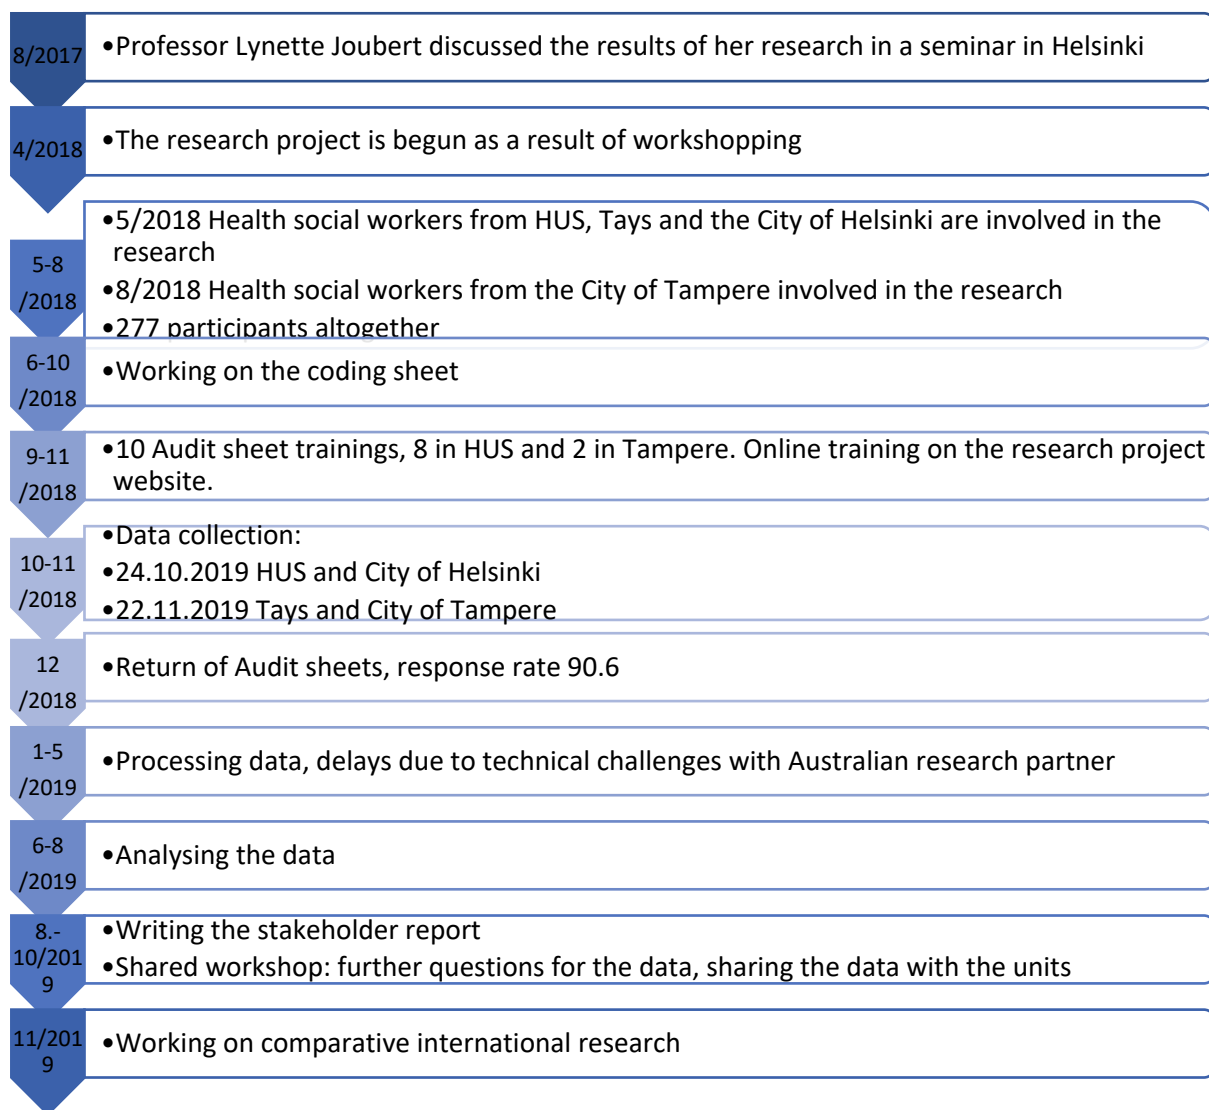 8/2017
•Professor Lynette Joubert discussed the results of her research in a seminar in Helsinki
4/2018
•The research project is begun as a result of workshopping
5-8
/2018
•5/2018 Health social workers from HUS, Tays and the City of Helsinki are involved in the
research
•8/2018 Health social workers from the City of Tampere involved in the research
•277 participants altogether
6-10
/2018
•Working on the coding sheet
9-11
/2018
•10 Audit sheet trainings, 8 in HUS and 2 in Tampere. Online training on the research project
website.
10-11
/2018
•Data collection:
•24.10.2019 HUS and City of Helsinki
•22.11.2019 Tays and City of Tampere
12
/2018
•Return of Audit sheets, response rate 90.6
1-5
/2019
•Processing data, delays due to technical challenges with Australian research partner
6-8
/2019
•Analysing the data
8.-
10/201
9
•Writing the stakeholder report
•Shared workshop: further questions for the data, sharing the data with the units
11/201
9
•Working on comparative international research